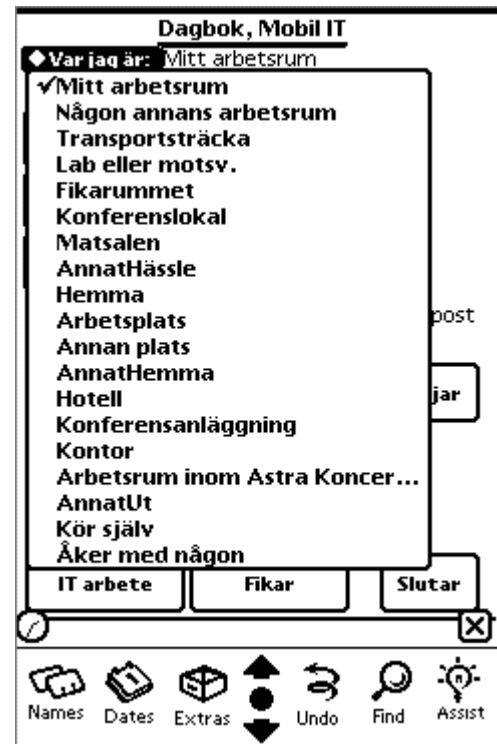 Dagbok, Mobil IT
Var jag är: Mitt arbetsrum
✓Mitt arbetsrum
Någon annans arbetsrum
Transportsträcka
Lab eller motsv.
Fikarummet
Konferenslokal
Matsalen
AnnatHässle
Hemma
Arbetsplats
Annan plats
AnnatHemma
Hotell
Konferensanläggning
Kontor
Arbetsrum inom Astra Koncer...
AnnatUt
Kör själv
Åker med någon
post
jar
IT arbete Fikar Slutar
Names Dates Extras Undo Find Assist